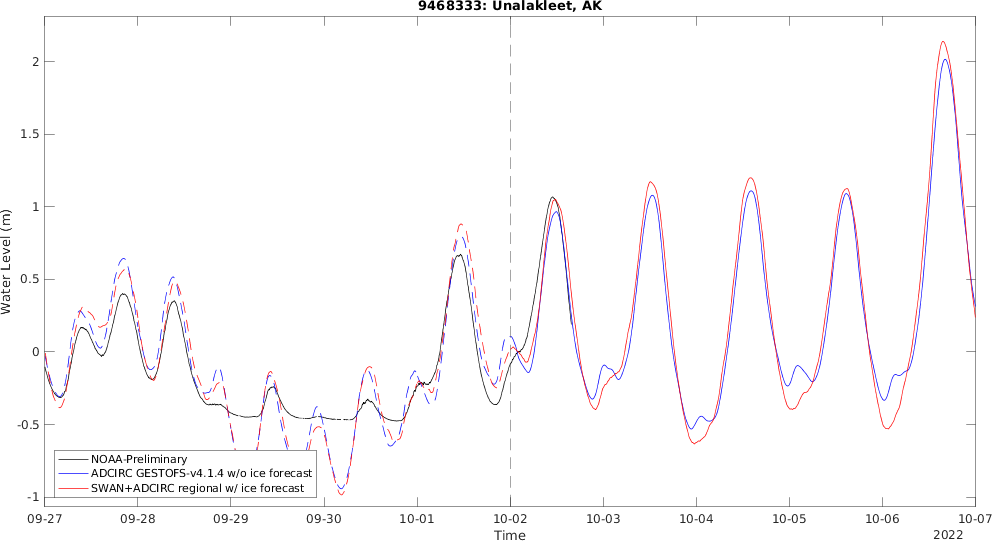 9468333: Unalakleet, AK
Water Level (m)
2
1.5
1
0.5
0
-0.5
-1
NOAA-Preliminary
ADCIRC GESTOFS-v4.1.4 w/o ice forecast
SWAN+ADCIRC regional w/ ice forecast
09-27 09-28 09-29 09-30 10-01 10-02 10-03 10-04 10-05 10-06 10-07
Time
2022